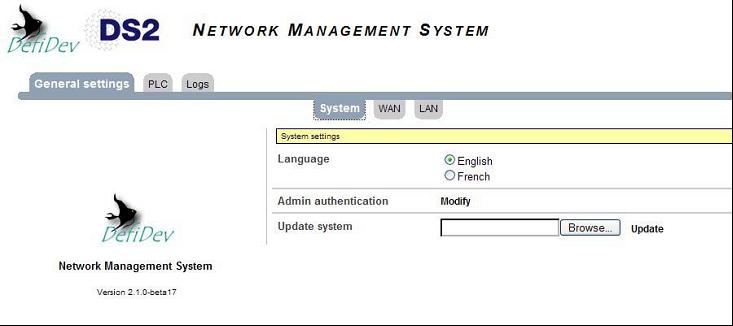 DefiDev DS2 NETWORK MANAGEMENT SYSTEM
General settings PLC Logs
System WAN LAN
System settings
Language English
French
Admin authentication Modify
Update system Browse... Update
DefiDev
Network Management System
Version 2.1.0-beta17